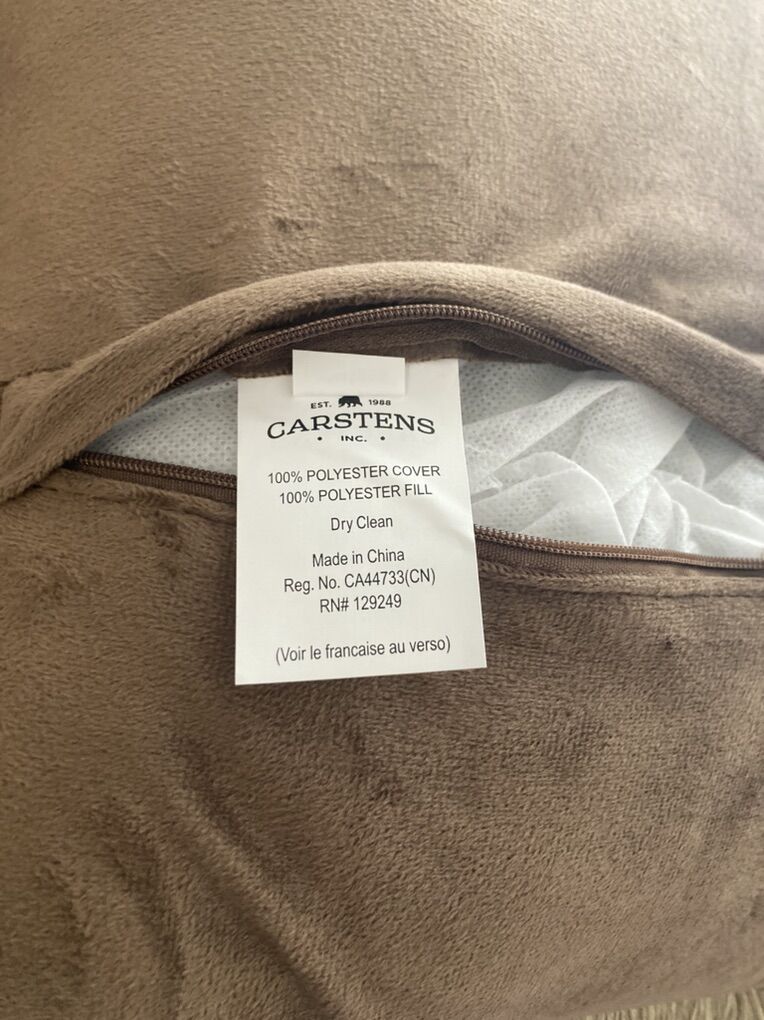 EST. 1988
CARSTENS
• INC. •
100% POLYESTER COVER
100% POLYESTER FILL
Dry Clean
Made in China
Reg. No. CA44733(CN)
RN# 129249
(Voir le francaise au verso)